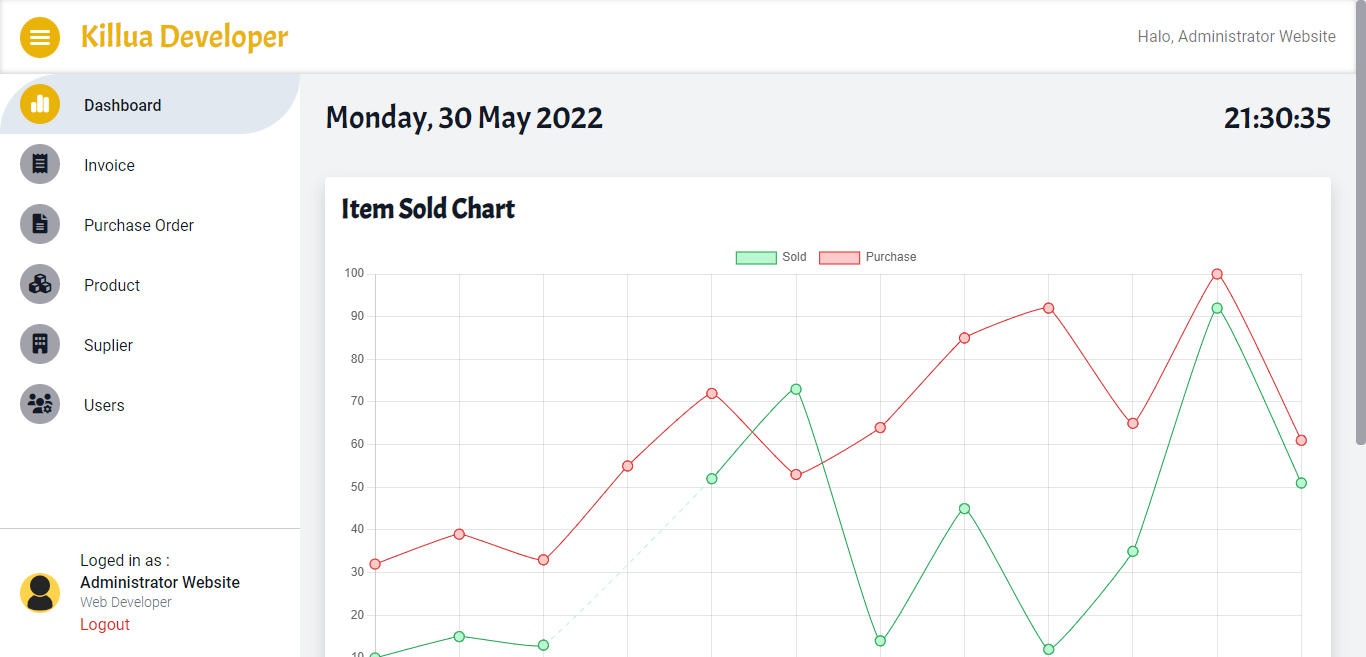 Killua Developer
Halo, Administrator Website
Dashboard
Invoice
Purchase Order
Product
Suplier
Users
Loged in as :
Administrator Website
Web Developer
Logout
Monday, 30 May 2022
21:30:35
Item Sold Chart
Sold Purchase
100
90
80
70
60
50
40
30
20
10